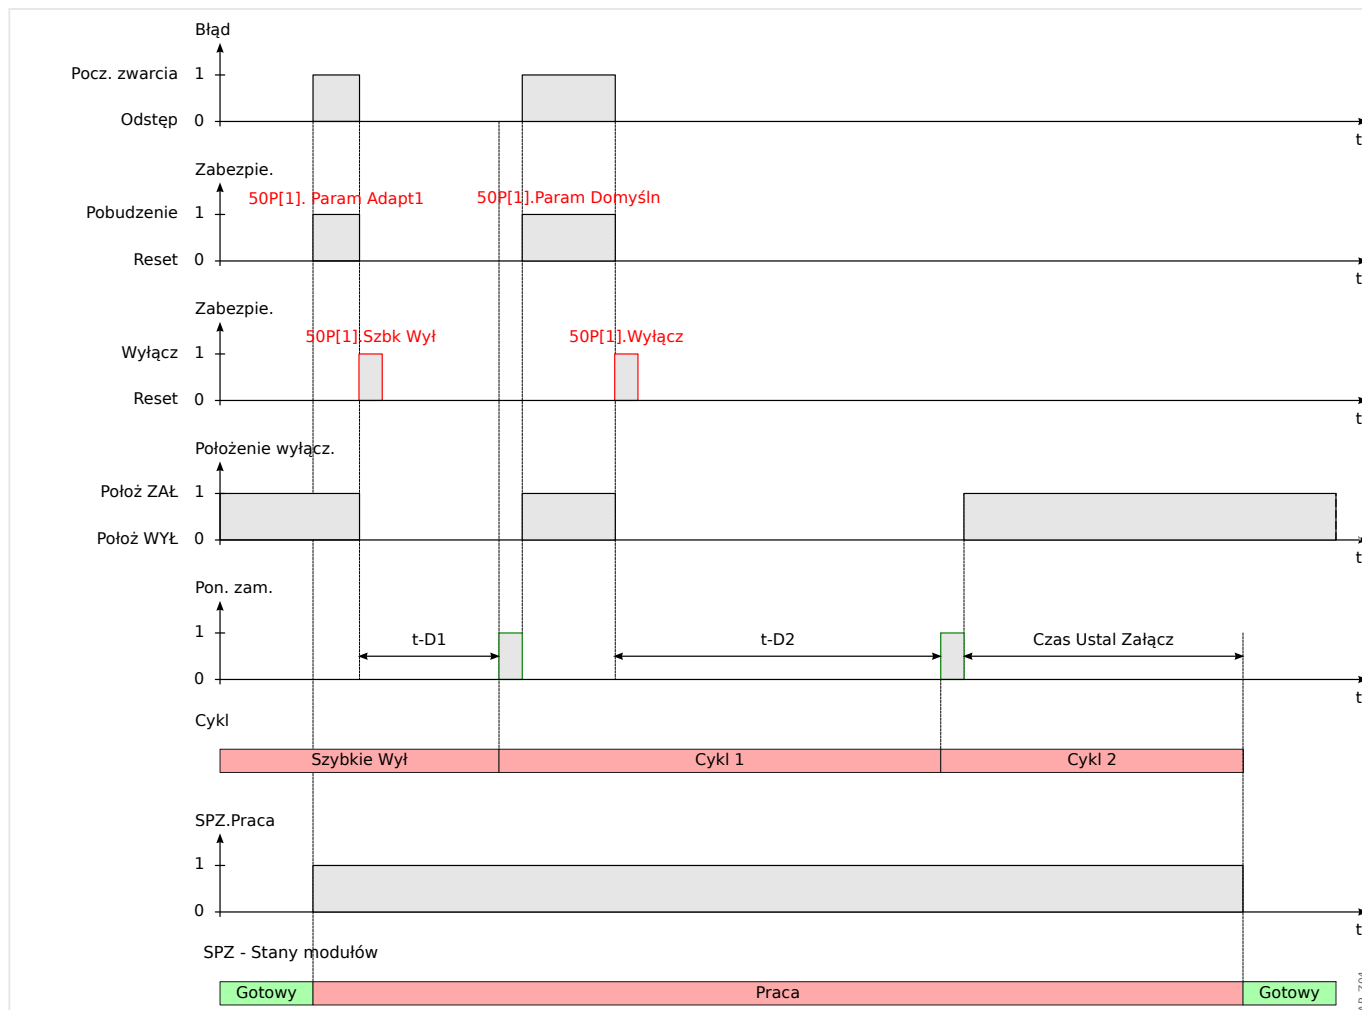 Błąd
Pocz. zwarcia 1
Odstęp 0
t
Zabezpie.
50P[1]. Param Adapt1 50P[1].Param Domyśln
Pobudzenie 1
Reset 0
t
Zabezpie.
50P[1].Szbk Wył 50P[1].Wyłącz
Wyłącz 1
Reset 0
t
Położenie wyłącz.
Położ ZAŁ 1
Położ WYŁ 0
t
Pon. zam.
1 t-D1 t-D2 Czas Ustal Załącz
0
t
Cykl
Szybkie Wył Cykl 1 Cykl 2
SPZ.Praca
1
0
t
SPZ - Stany modułów
Gotowy Praca Gotowy